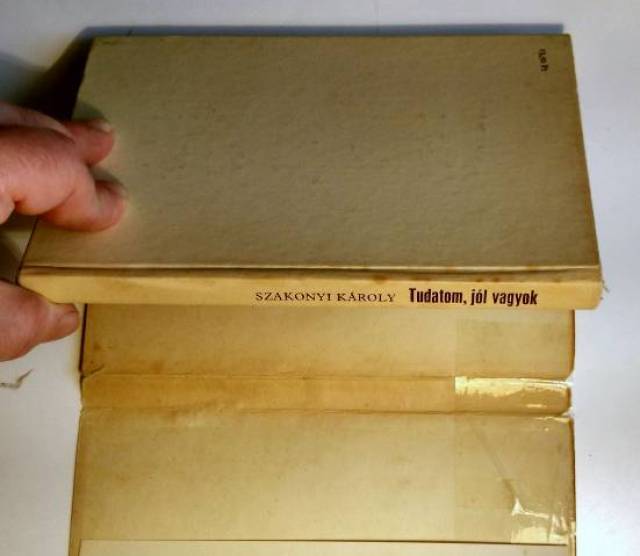 SZAKONYI KÁROLY Tudatom, jól vagyok